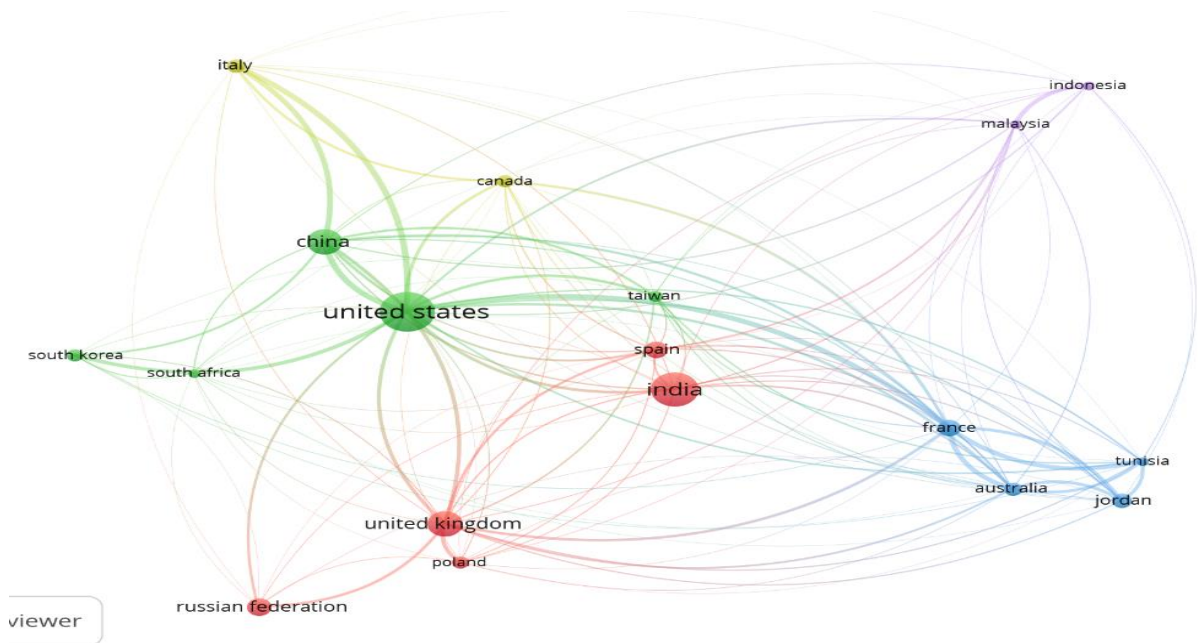 italy
indonesia
malaysia
canada
china
taiwan
united states
spain
south korea
south africa
india
france
tunisia
australia
jordan
united kingdom
poland
russian federation
viewer